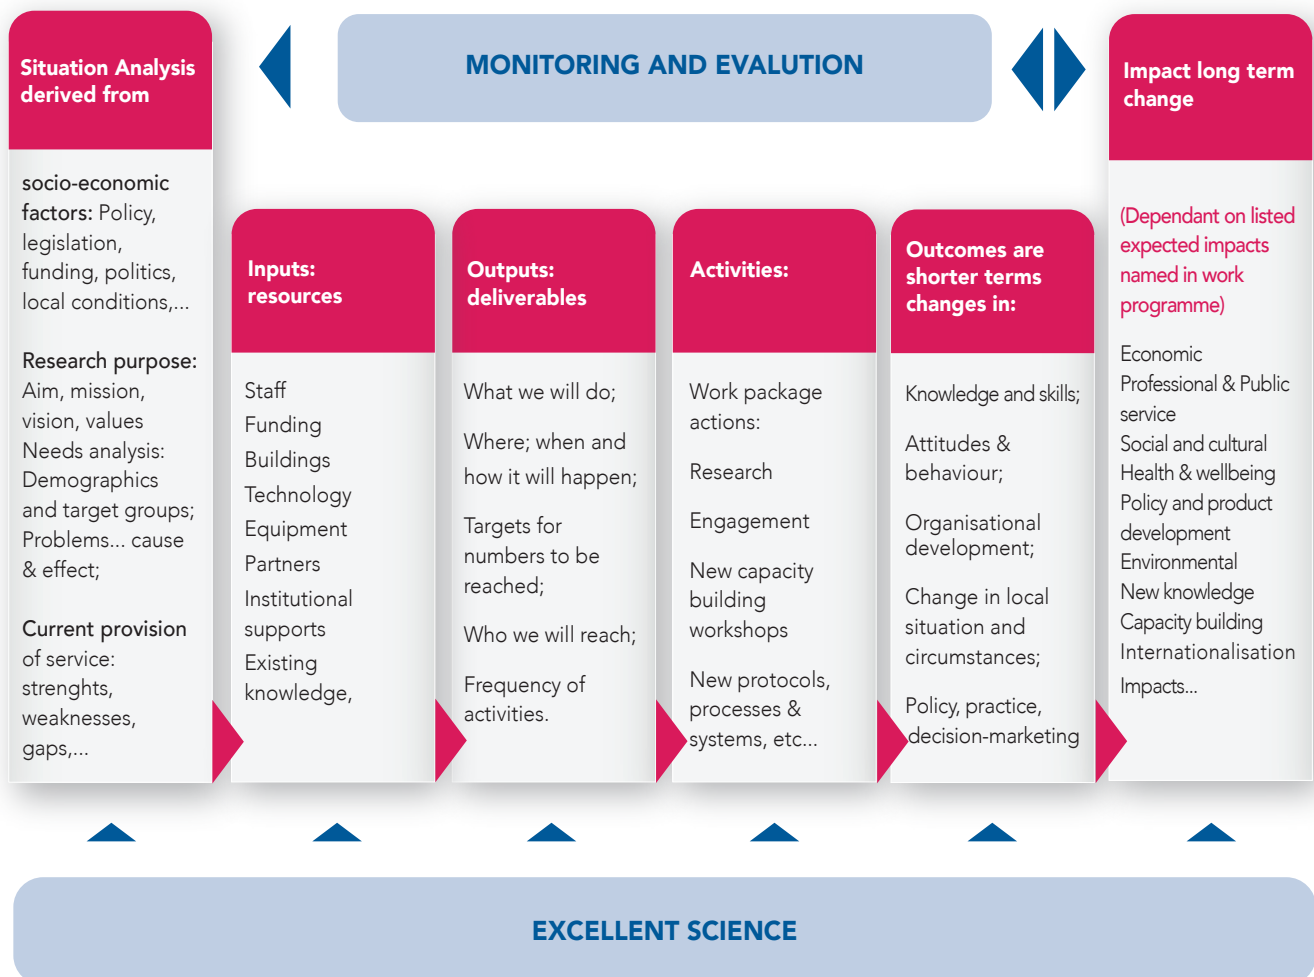 MONITORING AND EVALUTION
Situation Analysis
derived from
socio-economic
factors: Policy,
legislation,
funding, politics,
local conditions,...
Research purpose:
Aim, mission,
vision, values
Needs analysis:
Demographics
and target groups;
Problems... cause
& effect;
Current provision
of service:
strenghts,
weaknesses,
gaps,...
Inputs:
resources
Staff
Funding
Buildings
Technology
Equipment
Partners
Institutional
supports
Existing
knowledge,
Outputs:
deliverables
What we will do;
Where; when and
how it will happen;
Targets for
numbers to be
reached;
Who we will reach;
Frequency of
activities.
Activities:
Work package
actions:
Research
Engagement
New capacity
building
workshops
New protocols,
processes &
systems, etc...
Outcomes are
shorter terms
changes in:
Knowledge and skills;
Attitudes &
behaviour;
Organisational
development;
Change in local
situation and
circumstances;
Policy, practice,
decision-marketing
Impact long term
change
(Dependant on listed
expected impacts
named in work
programme)
Economic
Professional & Public
service
Social and cultural
Health & wellbeing
Policy and product
development
Environmental
New knowledge
Capacity building
Internationalisation
Impacts...
EXCELLENT SCIENCE